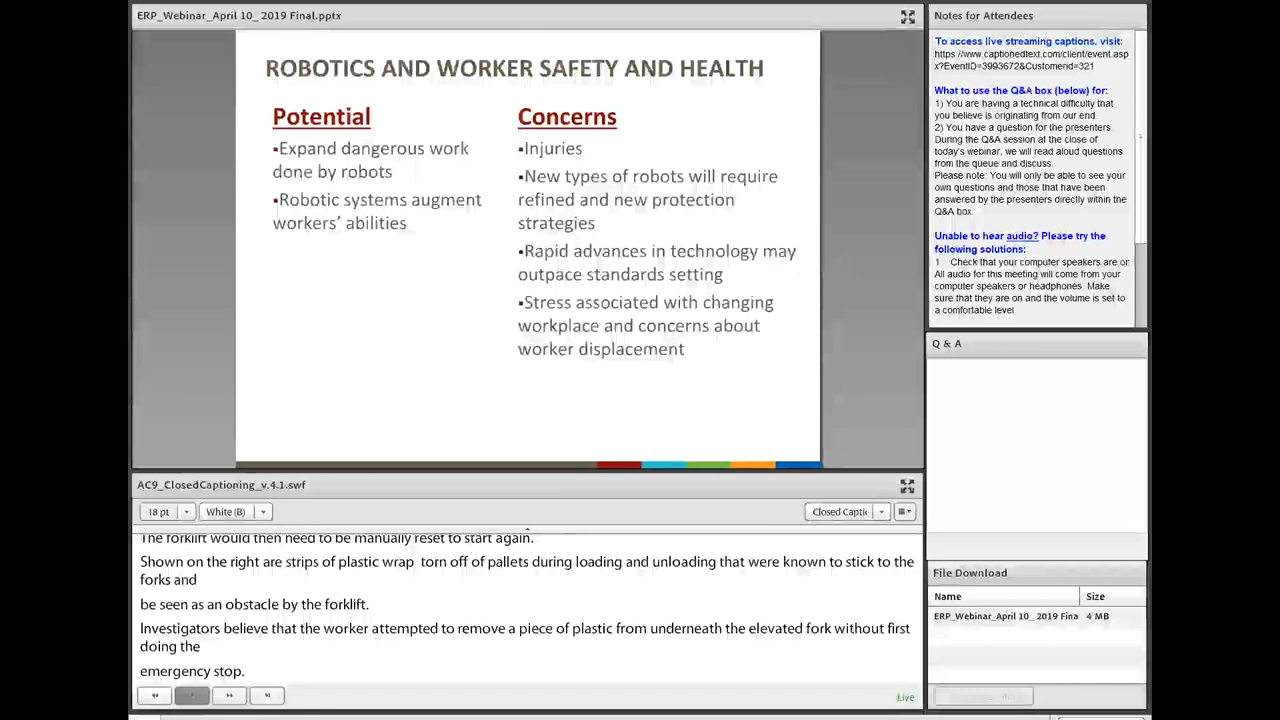 ERP_Webinar_April 10_ 2019 Final.pptx
ROBOTICS AND WORKER SAFETY AND HEALTH
Potential
▪Expand dangerous work
done by robots
▪Robotic systems augment
workers’ abilities
Concerns
▪Injuries
▪New types of robots will require
refined and new protection
strategies
▪Rapid advances in technology may
outpace standards setting
▪Stress associated with changing
workplace and concerns about
worker displacement
AC9_ClosedCaptioning_v.4.1.swf
18 pt
White (B)
Closed Captic
The forklift would then need to be manually reset to start again.
Shown on the right are strips of plastic wrap torn off of pallets during loading and unloading that were known to stick to the
forks and
be seen as an obstacle by the forklift.
Investigators believe that the worker attempted to remove a piece of plastic from underneath the elevated fork without first
doing the
emergency stop.
Live
Notes for Attendees
To access live streaming captions, visit:
https://www.captionedtext.com/client/event.asp
x?EventID=3993672&Customerid=321
What to use the Q&A box (below) for:
1) You are having a technical difficulty that
you believe is originating from our end
2) You have a question for the presenters.
During the Q&A session at the close of
today's webinar, we will read aloud questions
from the queue and discuss.
Please note: You will only be able to see your
own questions and those that have been
answered by the presenters directly within the
Q&A box.
Unable to hear audio? Please try the
following solutions:
1 Check that your computer speakers are on.
All audio for this meeting will come from your
computer speakers or headphones. Make
sure that they are on and the volume is set to
a comfortable level.
Q & A
File Download
Name Size
ERP_Webinar_April 10_ 2019 Fina 4 MB